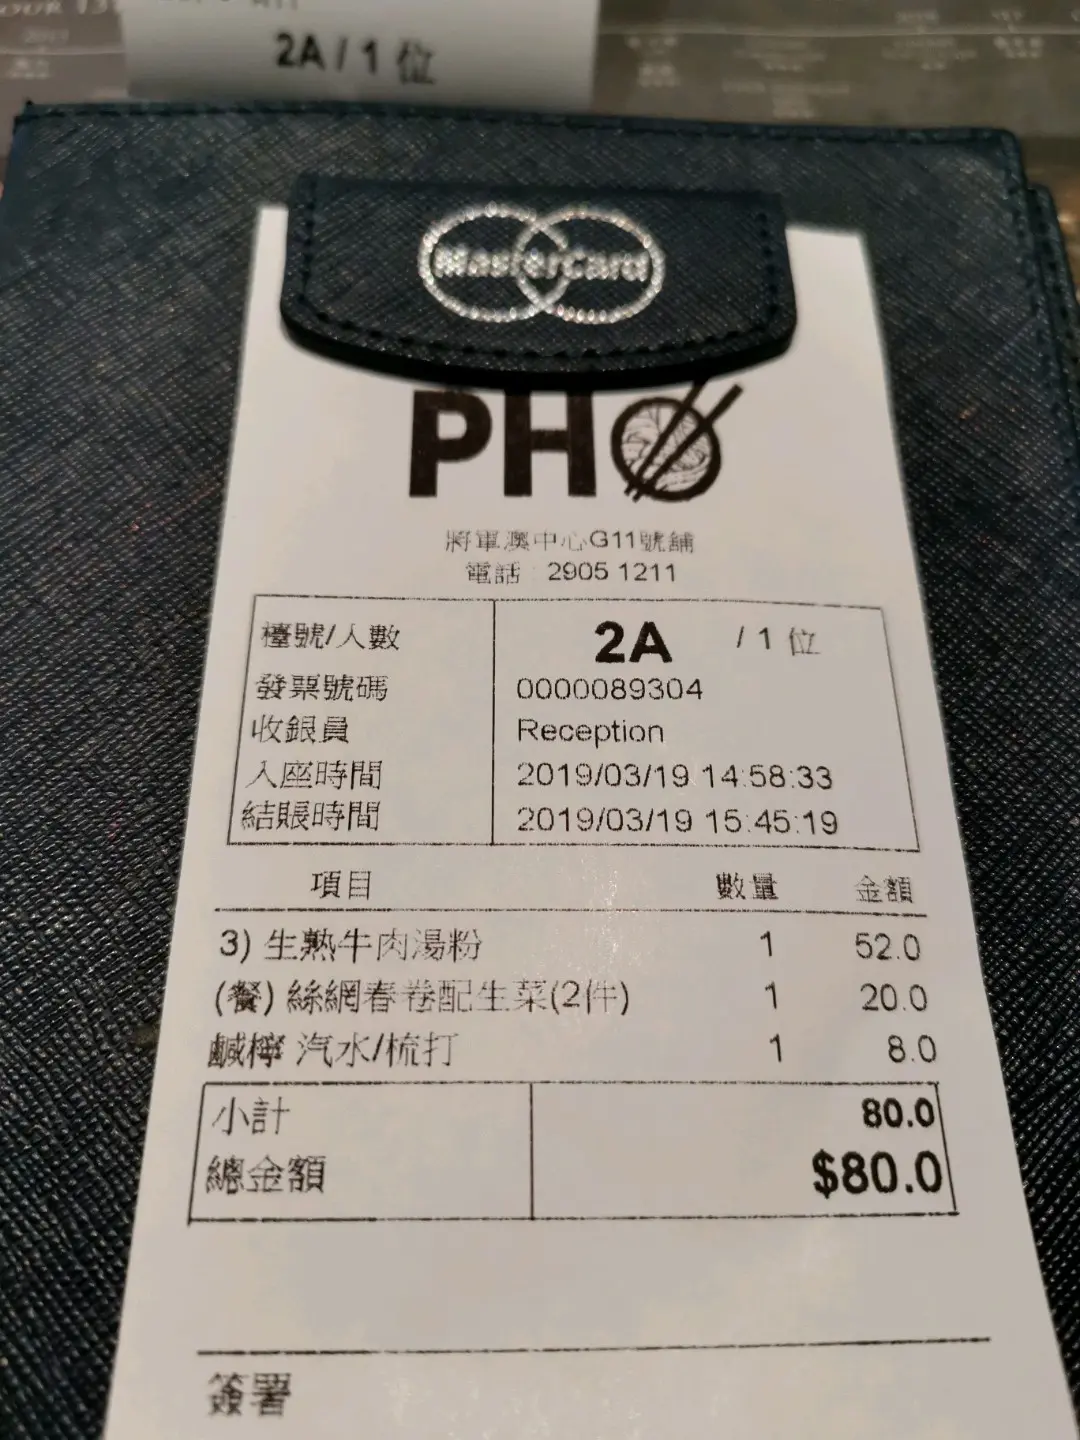 2A / 1 位
MasterCard
PHO
將軍澳中心G11號舖
電話 : 2905 1211
檯號/人數 2A / 1 位
發票號碼 0000089304
收銀員 Reception
入座時間 2019/03/19 14:58:33
結賬時間 2019/03/19 15:45:19
項目 數量 金額
3) 生熟牛肉湯粉 1 52.0
(餐) 絲網春卷配生菜(2件) 1 20.0
鹹檸 汽水/梳打 1 8.0
小計 80.0
總金額 $80.0
簽署